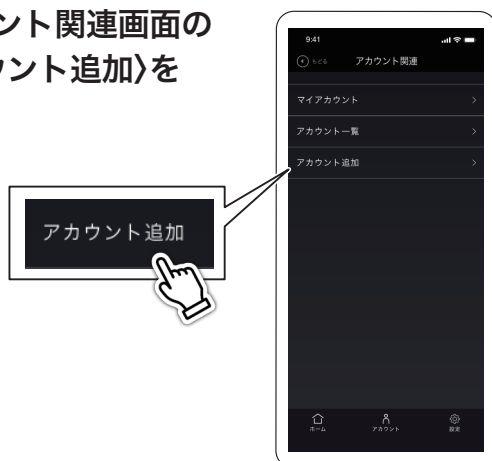 ント関連画面の
ウント追加〉を
9:41
もどる アカウント関連
マイアカウント
アカウント一覧
アカウント追加
アカウント追加
ホーム アカウント 設定